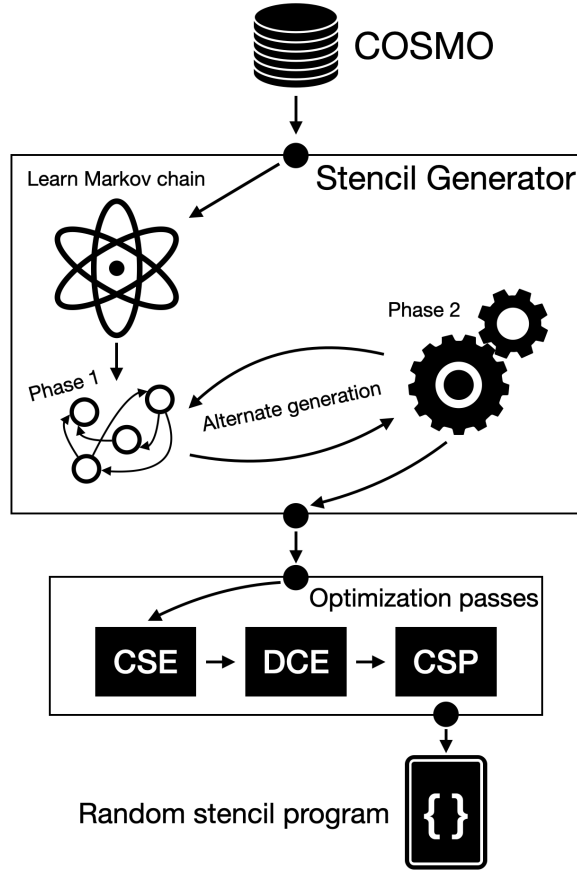 COSMO
Stencil Generator
Learn Markov chain
Phase 2
Phase 1
Alternate generation
Optimization passes
CSE
DCE
CSP
Random stencil program
{ }